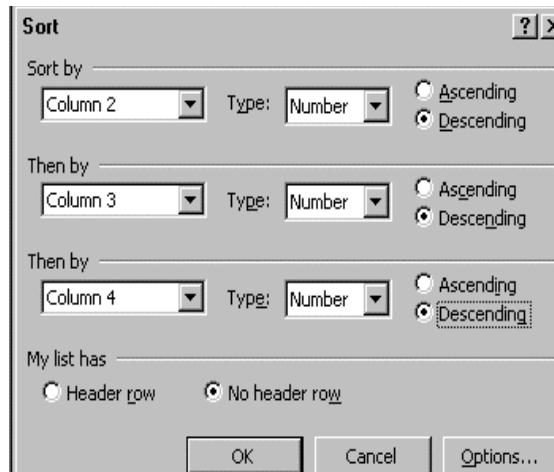 Sort
Sort by
Column 2 Type: Number Ascending
Descending
Then by
Column 3 Type: Number Ascending
Descending
Then by
Column 4 Type: Number Ascending
Descending
My list has
Header row No header row
OK Cancel Options...